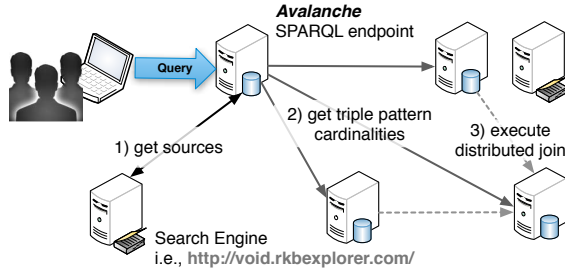 Avalanche
SPARQL endpoint
Query
2) get triple pattern
cardinalities
1) get sources
3) execute
distributed join
Search Engine
i.e., http://void.rkbexplorer.com/